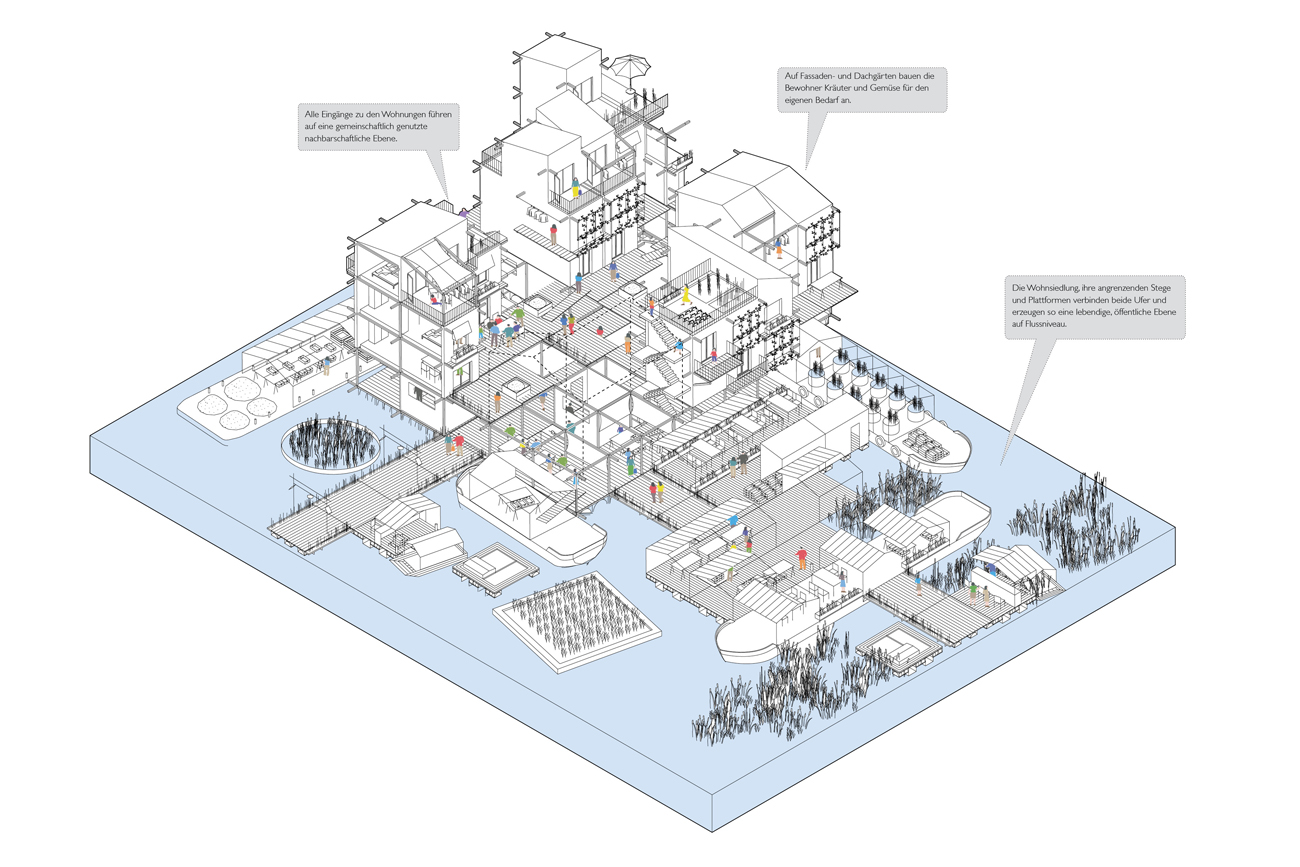 Alle Eingänge zu den Wohnungen führen
auf eine gemeinschaftlich genutzte
nachbarschaftliche Ebene.
Auf Fassaden- und Dachgärten bauen die
Bewohner Kräuter und Gemüse für den
eigenen Bedarf an.
Die Wohnsiedlung, ihre angrenzenden Stege
und Plattformen verbinden beide Ufer und
erzeugen so eine lebendige, öffentliche Ebene
auf Flussniveau.